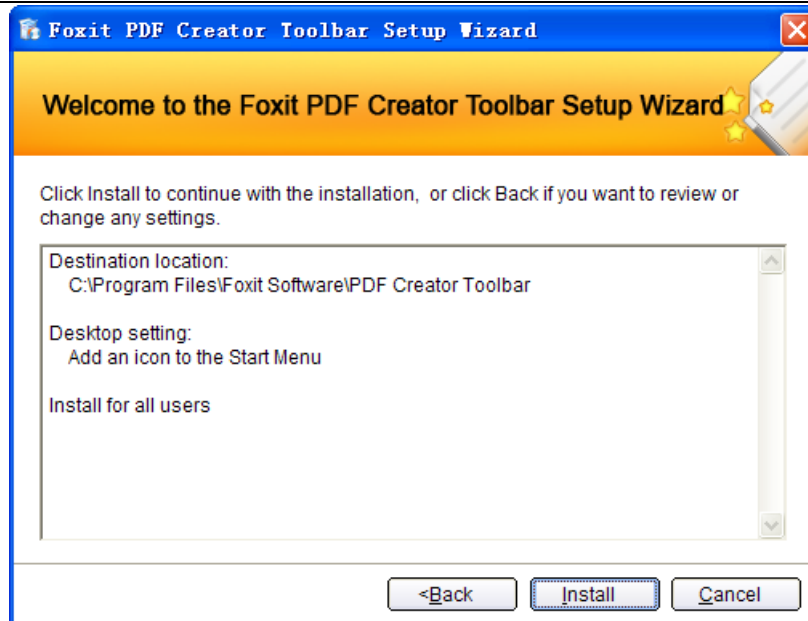 Foxit PDF Creator Toolbar Setup Wizard
Welcome to the Foxit PDF Creator Toolbar Setup Wizard
Click Install to continue with the installation, or click Back if you want to review or
change any settings.
Destination location:
C:\Program Files\Foxit Software\PDF Creator Toolbar
Desktop setting:
Add an icon to the Start Menu
Install for all users
<Back Install Cancel